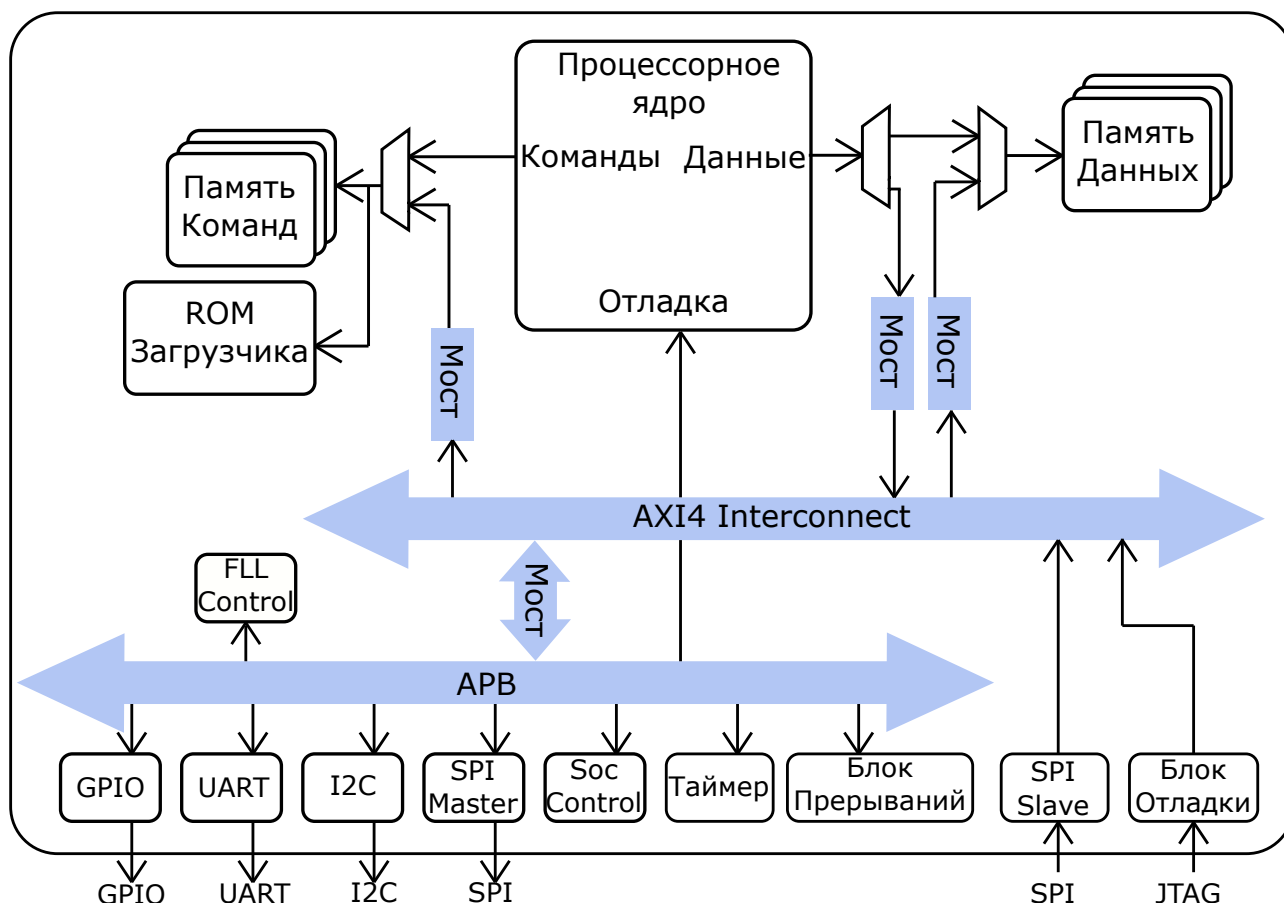 Процессорное
ядро
Команды
Данные
Отладка
Память
Команд
ROM
Загрузчика
Память
Данных
Мост
Мост
Мост
AXI4 Interconnect
FLL
Control
Мост
APB
GPIO
UART
I2C
SPI
Master
Soc
Control
Таймер
Блок
Прерываний
SPI
Slave
Блок
Отладки
GPIO
UART
I2C
SPI
SPI
JTAG